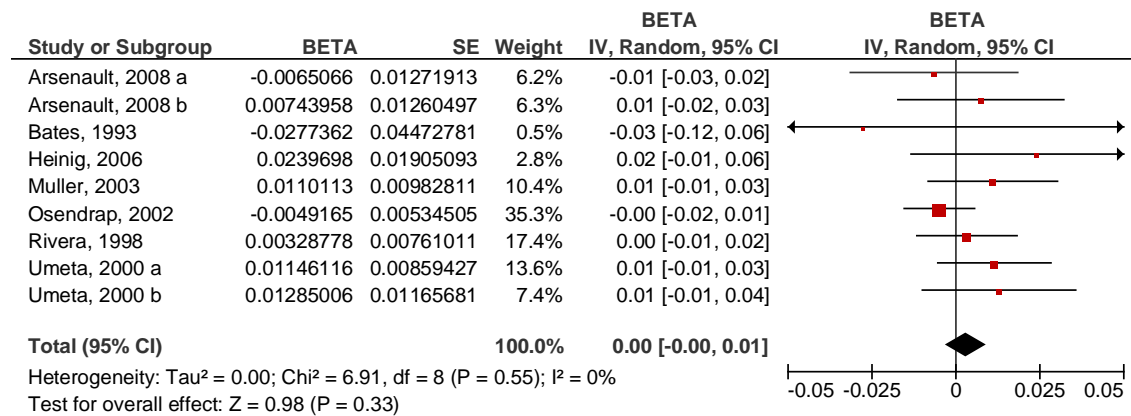 BETA BETA
Study or Subgroup BETA SE Weight IV, Random, 95% CI IV, Random, 95% CI
Arsenault, 2008 a -0.0065066 0.01271913 6.2% -0.01 [-0.03, 0.02]
Arsenault, 2008 b 0.00743958 0.01260497 6.3% 0.01 [-0.02, 0.03]
Bates, 1993 -0.0277362 0.04472781 0.5% -0.03 [-0.12, 0.06]
Heinig, 2006 0.0239698 0.01905093 2.8% 0.02 [-0.01, 0.06]
Muller, 2003 0.0110113 0.00982811 10.4% 0.01 [-0.01, 0.03]
Osendrap, 2002 -0.0049165 0.00534505 35.3% -0.00 [-0.02, 0.01]
Rivera, 1998 0.00328778 0.00761011 17.4% 0.00 [-0.01, 0.02]
Umeta, 2000 a 0.01146116 0.00859427 13.6% 0.01 [-0.01, 0.03]
Umeta, 2000 b 0.01285006 0.01165681 7.4% 0.01 [-0.01, 0.04]
Total (95% CI) 100.0% 0.00 [-0.00, 0.01]
Heterogeneity: Tau² = 0.00; Chi² = 6.91, df = 8 (P = 0.55); I² = 0%
-0.05 -0.025 0 0.025 0.05
Test for overall effect: Z = 0.98 (P = 0.33)